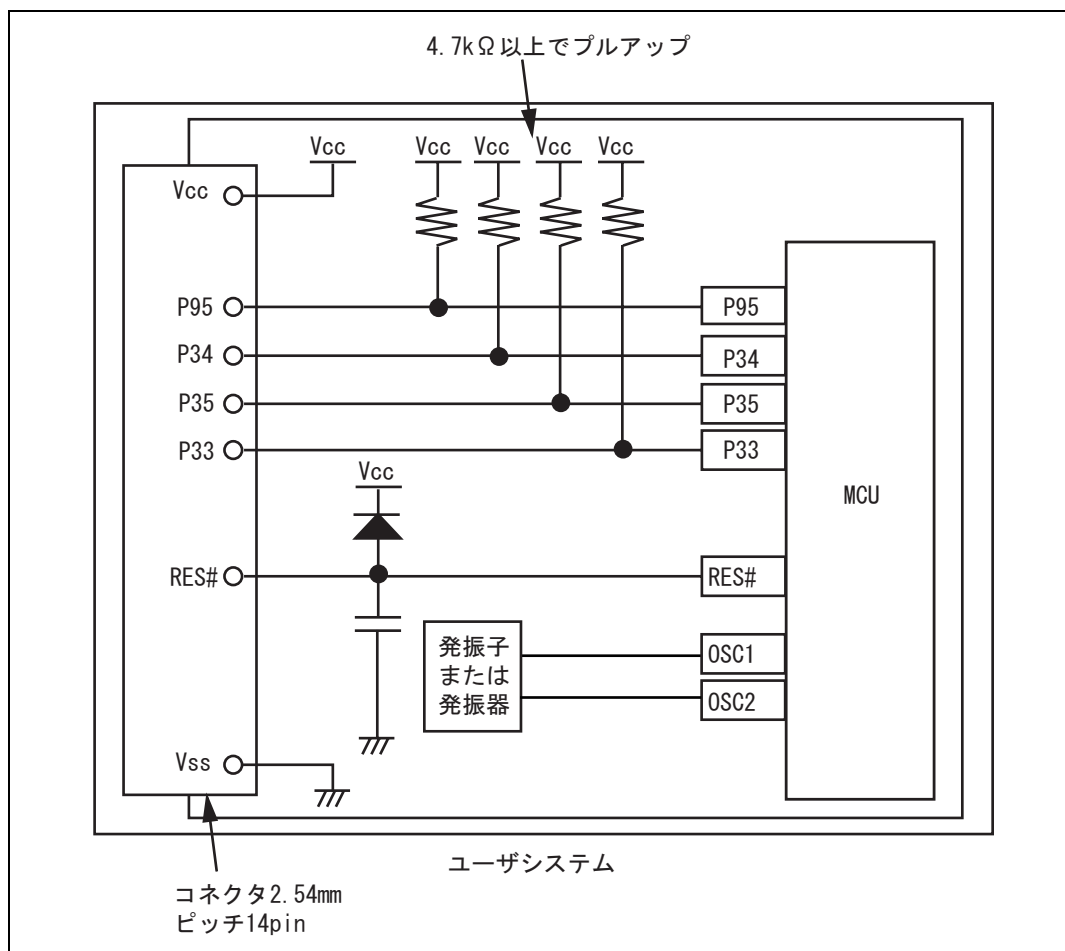 4.7kΩ以上でプルアップ
Vcc
Vcc
Vcc
Vcc
Vcc
Vcc
P95
P95
P34
P34
P35
P35
P33
P33
Vcc
MCU
RES#
RES#
発振子
または
発振器
OSC1
OSC2
Vss
ユーザシステム
コネクタ2.54mm
ピッチ14pin